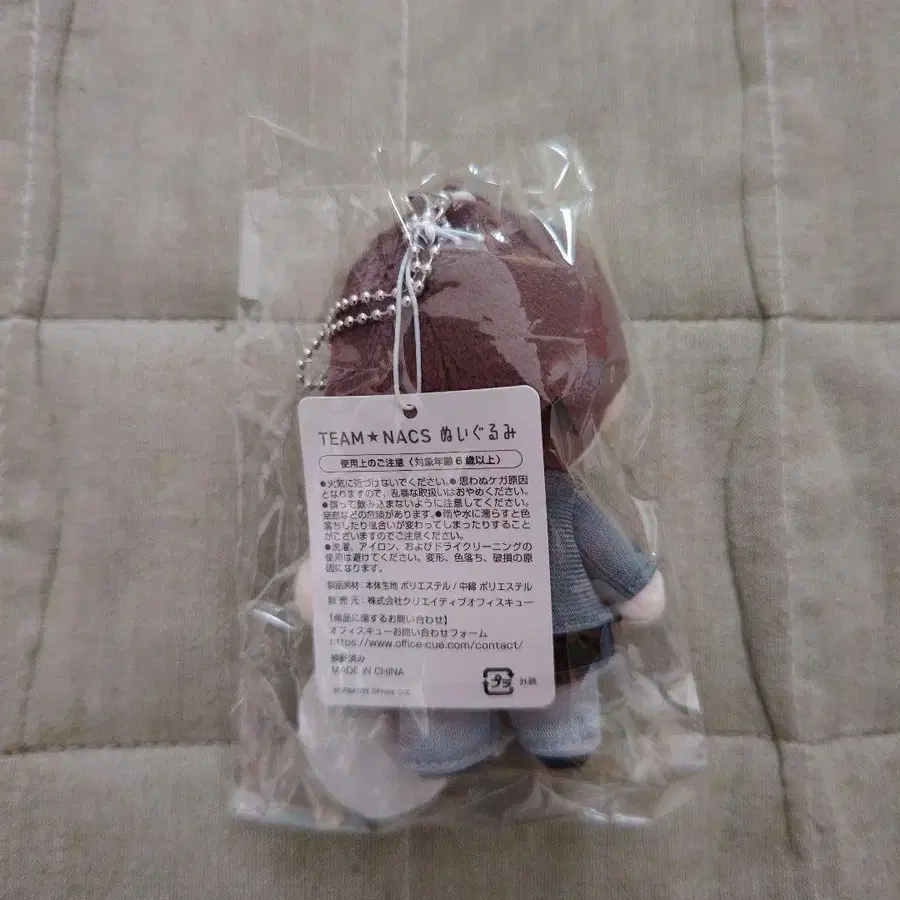 TEAM★NACS ぬいぐるみ
使用上のご注意〈対象年齢6歳以上〉
●火気に近づけないでください。●思わぬケガ原因
となりますので、乱暴な取扱いはおやめください。
●誤って飲み込まないように注意してください。
窒息などの危険があります。●雨や水に濡らすと色
落ちしたり風合いが変わってしまったりすること
がございますのでご注意ください。
●洗濯、アイロン、およびドライクリーニングの
使用は避けてください。変形、色落ち、破損の原
因になります。
製品素材：本体生地 ポリエステル / 中綿 ポリエステル
販 売 元：株式会社クリエイティブオフィスキュー
【商品に関するお問い合わせ】
オフィスキューお問い合わせフォーム
https://www.office-cue.com/contact/
検針済み
MADE IN CHINA
©CREATIVE OFFICE CUE
プラ 外装